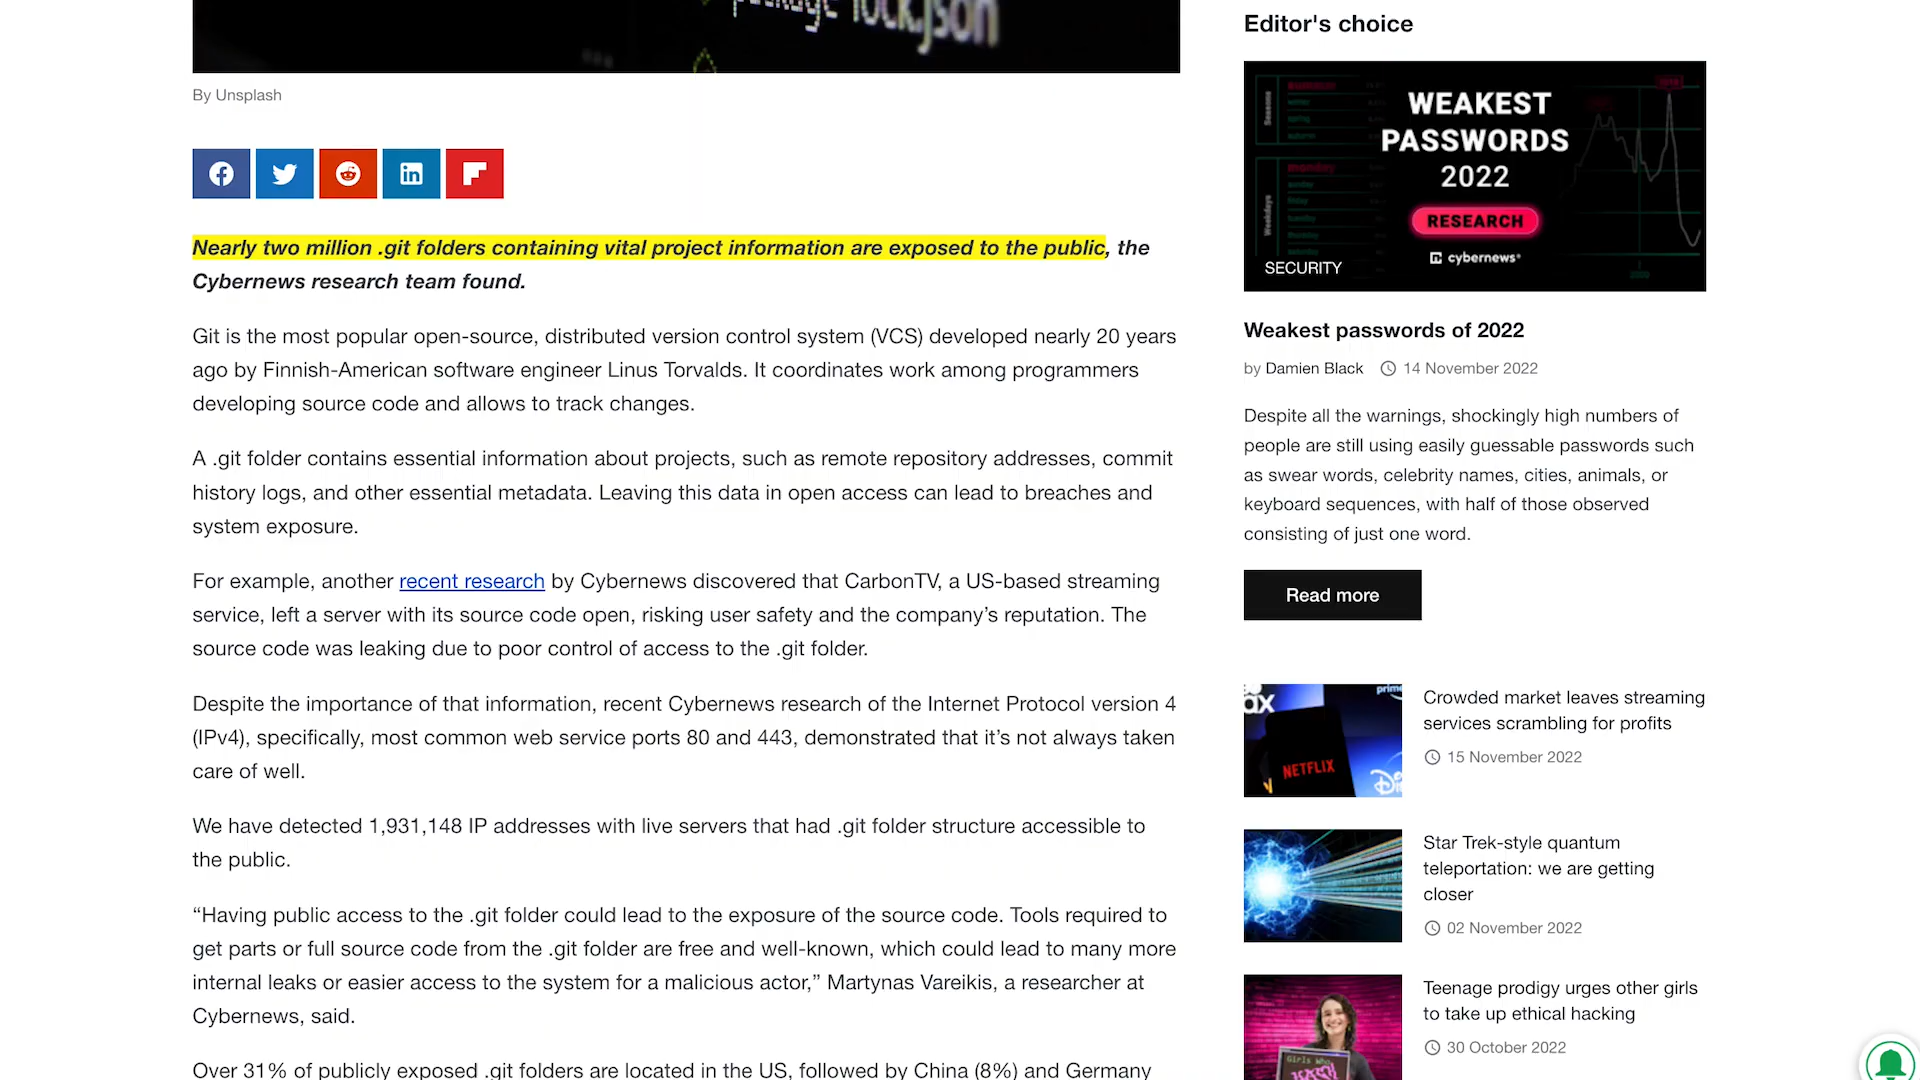 package-lock.json
By Unsplash
Nearly two million .git folders containing vital project information are exposed to the public, the
Cybernews research team found.
Git is the most popular open-source, distributed version control system (VCS) developed nearly 20 years
ago by Finnish-American software engineer Linus Torvalds. It coordinates work among programmers
developing source code and allows to track changes.
A .git folder contains essential information about projects, such as remote repository addresses, commit
history logs, and other essential metadata. Leaving this data in open access can lead to breaches and
system exposure.
For example, another recent research by Cybernews discovered that CarbonTV, a US-based streaming
service, left a server with its source code open, risking user safety and the company’s reputation. The
source code was leaking due to poor control of access to the .git folder.
Despite the importance of that information, recent Cybernews research of the Internet Protocol version 4
(IPv4), specifically, most common web service ports 80 and 443, demonstrated that it’s not always taken
care of well.
We have detected 1,931,148 IP addresses with live servers that had .git folder structure accessible to
the public.
“Having public access to the .git folder could lead to the exposure of the source code. Tools required to
get parts or full source code from the .git folder are free and well-known, which could lead to many more
internal leaks or easier access to the system for a malicious actor,” Martynas Vareikis, a researcher at
Cybernews, said.
Over 31% of publicly exposed .git folders are located in the US, followed by China (8%) and Germany
Editor's choice
Seasons
summer
winter
spring
autumn
Weekdays
monday
sunday
friday
WEAKEST
PASSWORDS
2022
RESEARCH
cybernews®
SECURITY
Weakest passwords of 2022
by Damien Black 14 November 2022
Despite all the warnings, shockingly high numbers of
people are still using easily guessable passwords such
as swear words, celebrity names, cities, animals, or
keyboard sequences, with half of those observed
consisting of just one word.
Read more
prime
NETFLIX
Crowded market leaves streaming
services scrambling for profits
15 November 2022
Star Trek-style quantum
teleportation: we are getting
closer
02 November 2022
Girls Who
Teenage prodigy urges other girls
to take up ethical hacking
30 October 2022